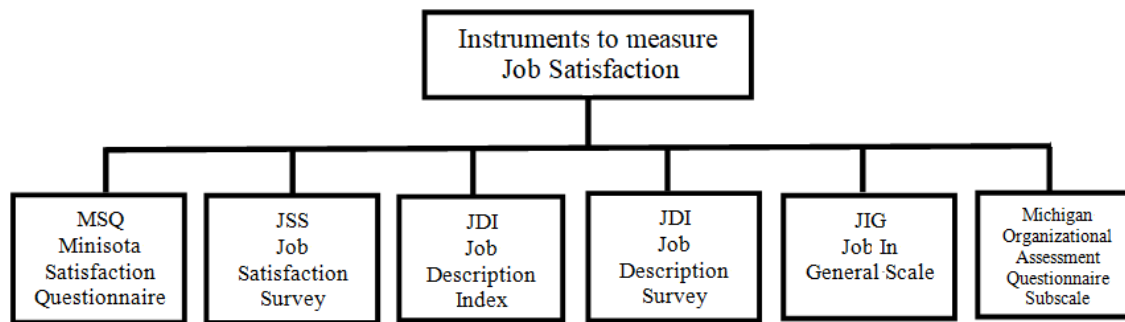 Instruments to measure
Job Satisfaction
MSQ
Minisota
Satisfaction
Questionnaire
JSS
Job
Satisfaction
Survey
JDI
Job
Description
Index
JDI
Job
Description
Survey
JIG
Job In
General Scale
Michigan
Organizational
Assessment
Questionnaire
Subscale